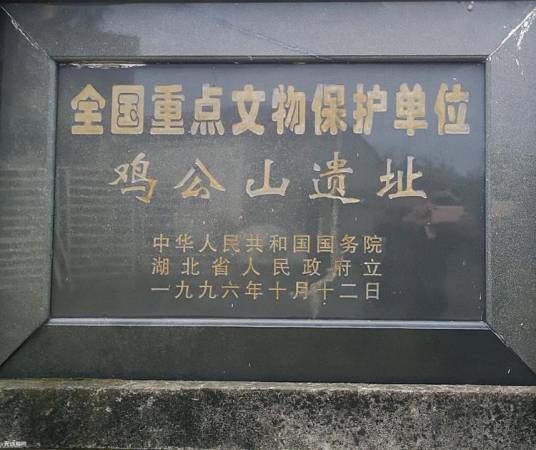 全国重点文物保护单位
鸡公山遗址
中华人民共和国国务院
湖北省人民政府立
一九九六年十月十二日